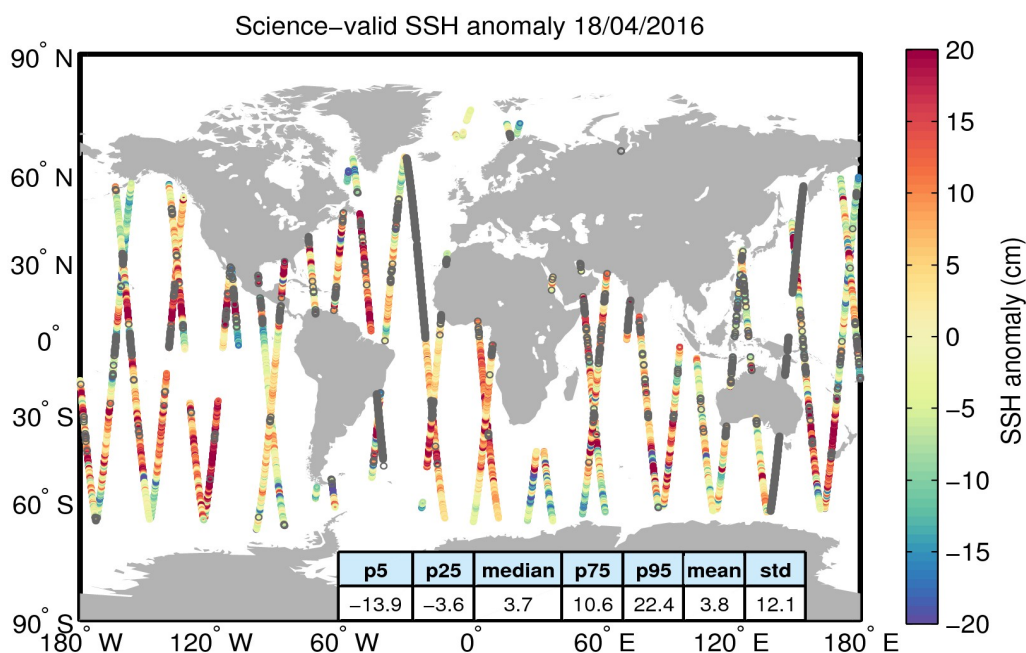 Science−valid SSH anomaly 18/04/2016
90° N
60° N
30° N
0°
30° S
60° S
90° S
180° W
120° W
60° W
0°
60° E
120° E
180° E
p5 p25 median p75 p95 mean std
−13.9 −3.6 3.7 10.6 22.4 3.8 12.1
20
15
10
5
0
−5
−10
−15
−20
SSH anomaly (cm)